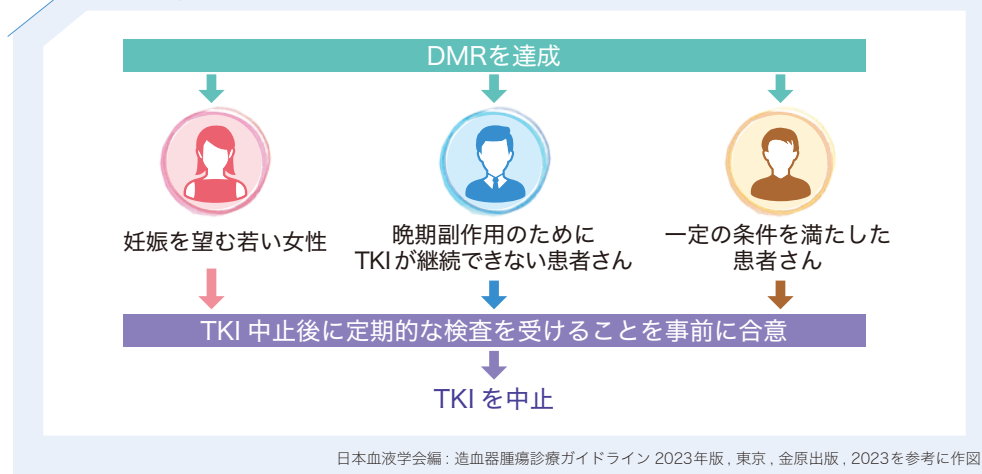 DMRを達成
妊娠を望む若い女性
晩期副作用のために
TKIが継続できない患者さん
一定の条件を満たした
患者さん
TKI 中止後に定期的な検査を受けることを事前に合意
TKI を中止
日本血液学会編 : 造血器腫瘍診療ガイドライン 2023年版 , 東京 , 金原出版 , 2023を参考に作図